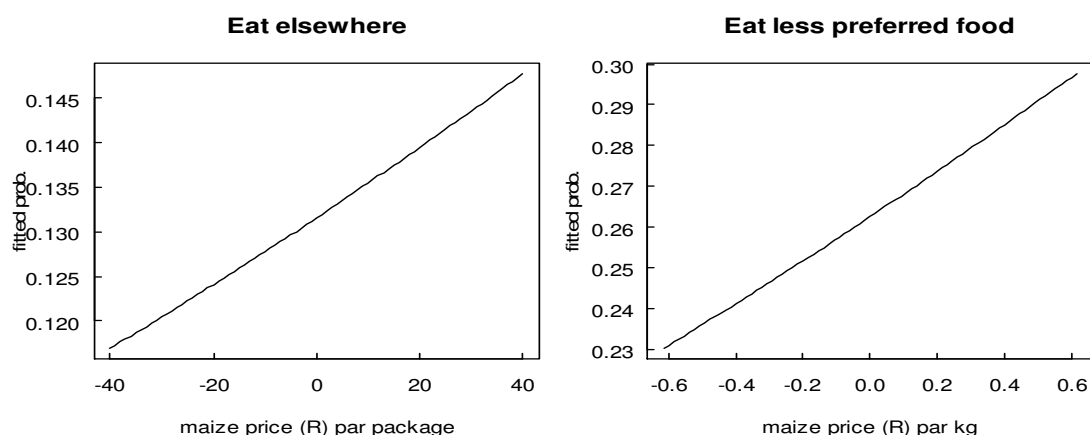 Eat elsewhere
fitted prob.
0.145
0.140
0.135
0.130
0.125
0.120
-40 -20 0 20 40
maize price (R) par package
Eat less preferred food
fitted prob.
0.30
0.29
0.28
0.27
0.26
0.25
0.24
0.23
-0.6 -0.4 -0.2 0.0 0.2 0.4 0.6
maize price (R) par kg